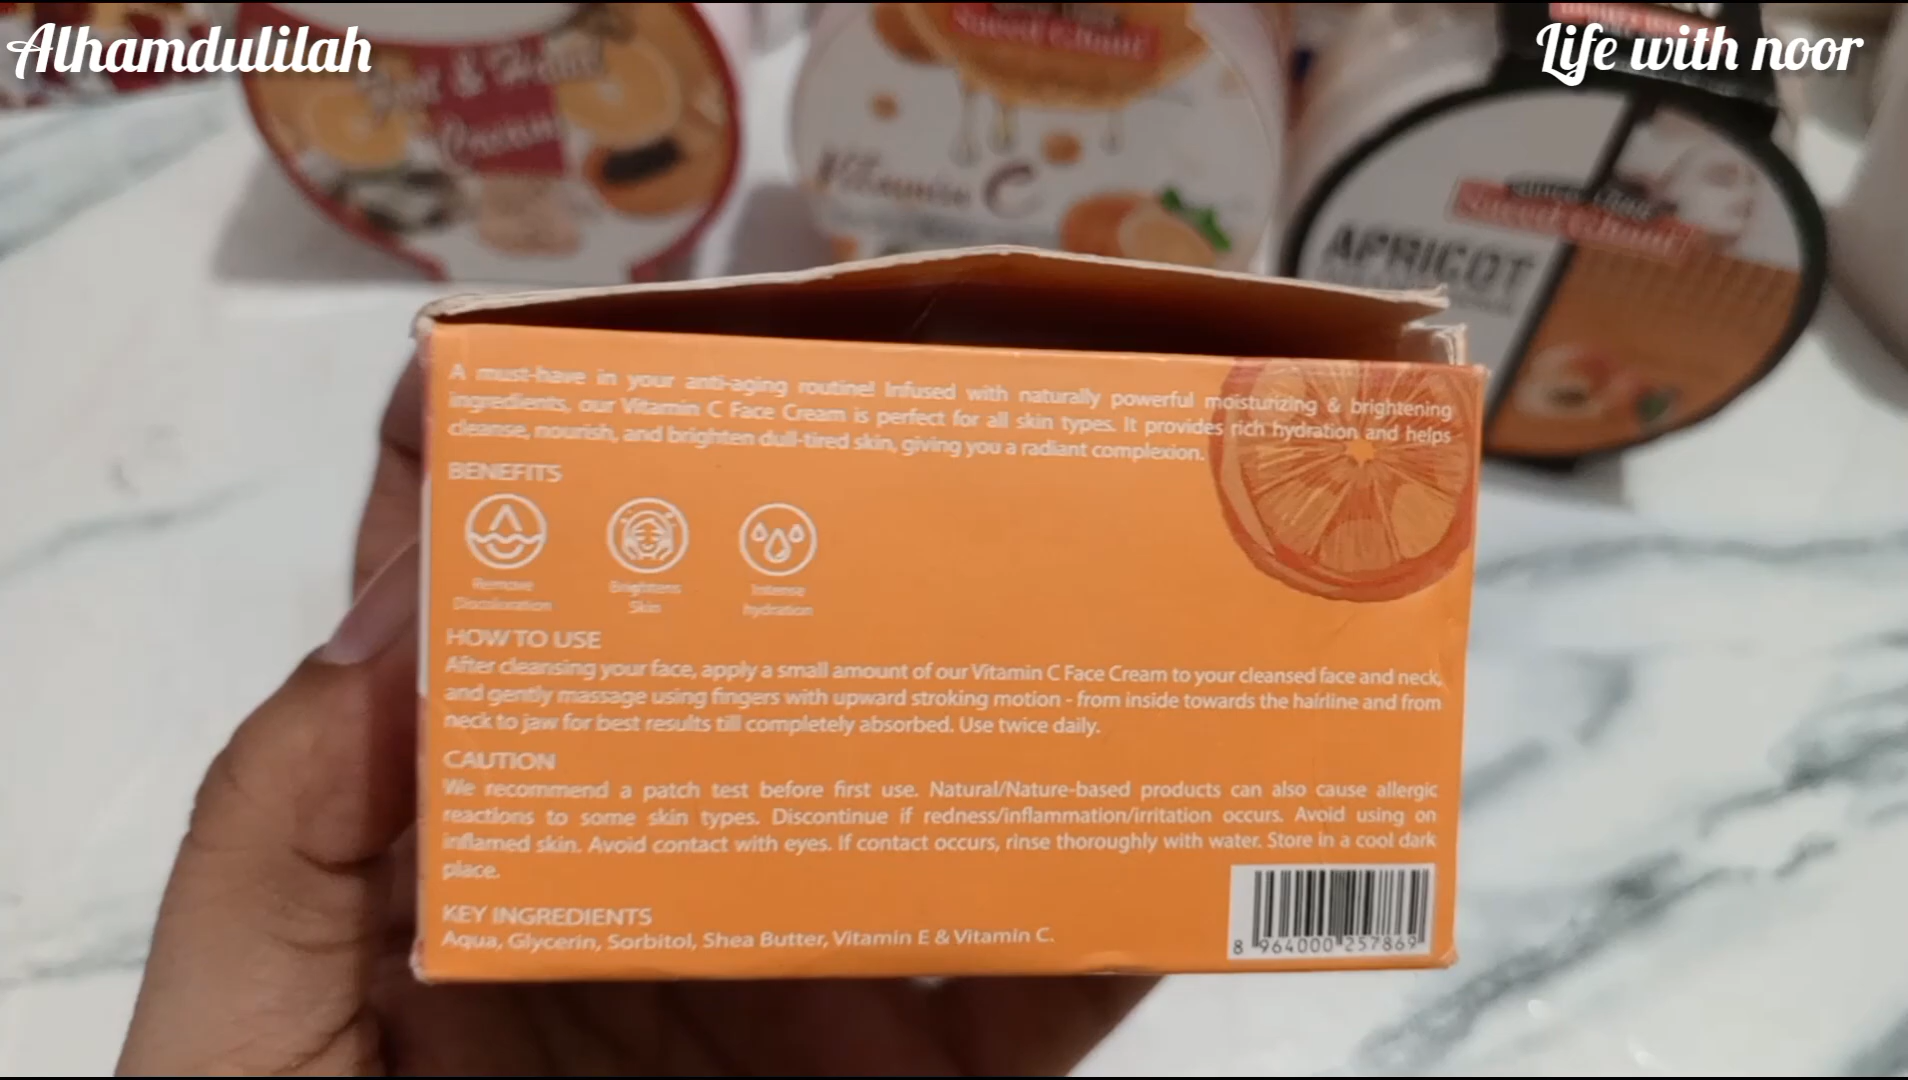 Alhamdulilah
Life with noor
Cream
Saeed Ghani
Vitamin C
Saeed Ghani
APRICOT
A must-have in your anti-aging routine! Infused with naturally powerful moisturizing & brightening
ingredients, our Vitamin C Face Cream is perfect for all skin types. It provides rich hydration and helps
cleanse, nourish, and brighten dull-tired skin, giving you a radiant complexion.
BENEFITS
Remove
Discoloration
Brightens
Skin
Intense
hydration
HOW TO USE
After cleansing your face, apply a small amount of our Vitamin C Face Cream to your cleansed face and neck,
and gently massage using fingers with upward stroking motion - from inside towards the hairline and from
neck to jaw for best results till completely absorbed. Use twice daily.
CAUTION
We recommend a patch test before first use. Natural/Nature-based products can also cause allergic
reactions to some skin types. Discontinue if redness/inflammation/irritation occurs. Avoid using on
inflamed skin. Avoid contact with eyes. If contact occurs, rinse thoroughly with water. Store in a cool dark
place.
KEY INGREDIENTS
Aqua, Glycerin, Sorbitol, Shea Butter, Vitamin E & Vitamin C.
8 964000 257869